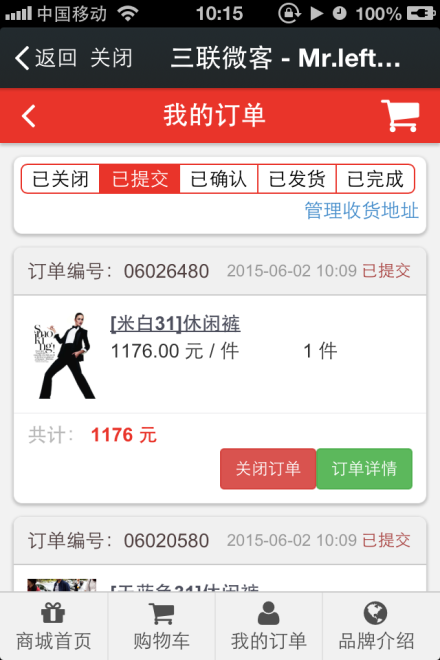 中国移动 10:15 100%
返回 关闭 三联微客 - Mr.left...
我的订单
已关闭 已提交 已确认 已发货 已完成
管理收货地址
订单编号：06026480 2015-06-02 10:09 已提交
[米白31]休闲裤
1176.00 元 / 件 1 件
共计： 1176 元
关闭订单 订单详情
订单编号：06020580 2015-06-02 10:09 已提交
商城首页 购物车 我的订单 品牌介绍